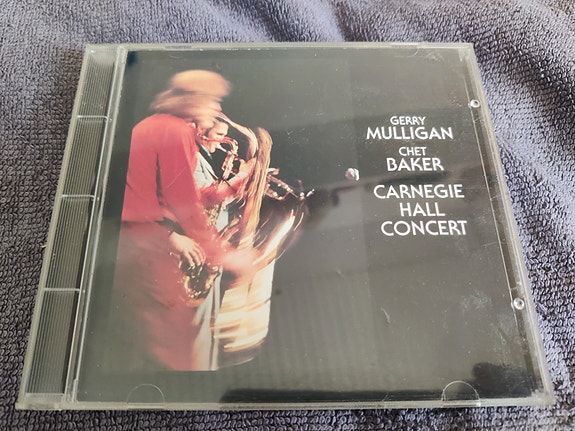 GERRY
MULLIGAN
CHET
BAKER
CARNEGIE
HALL
CONCERT